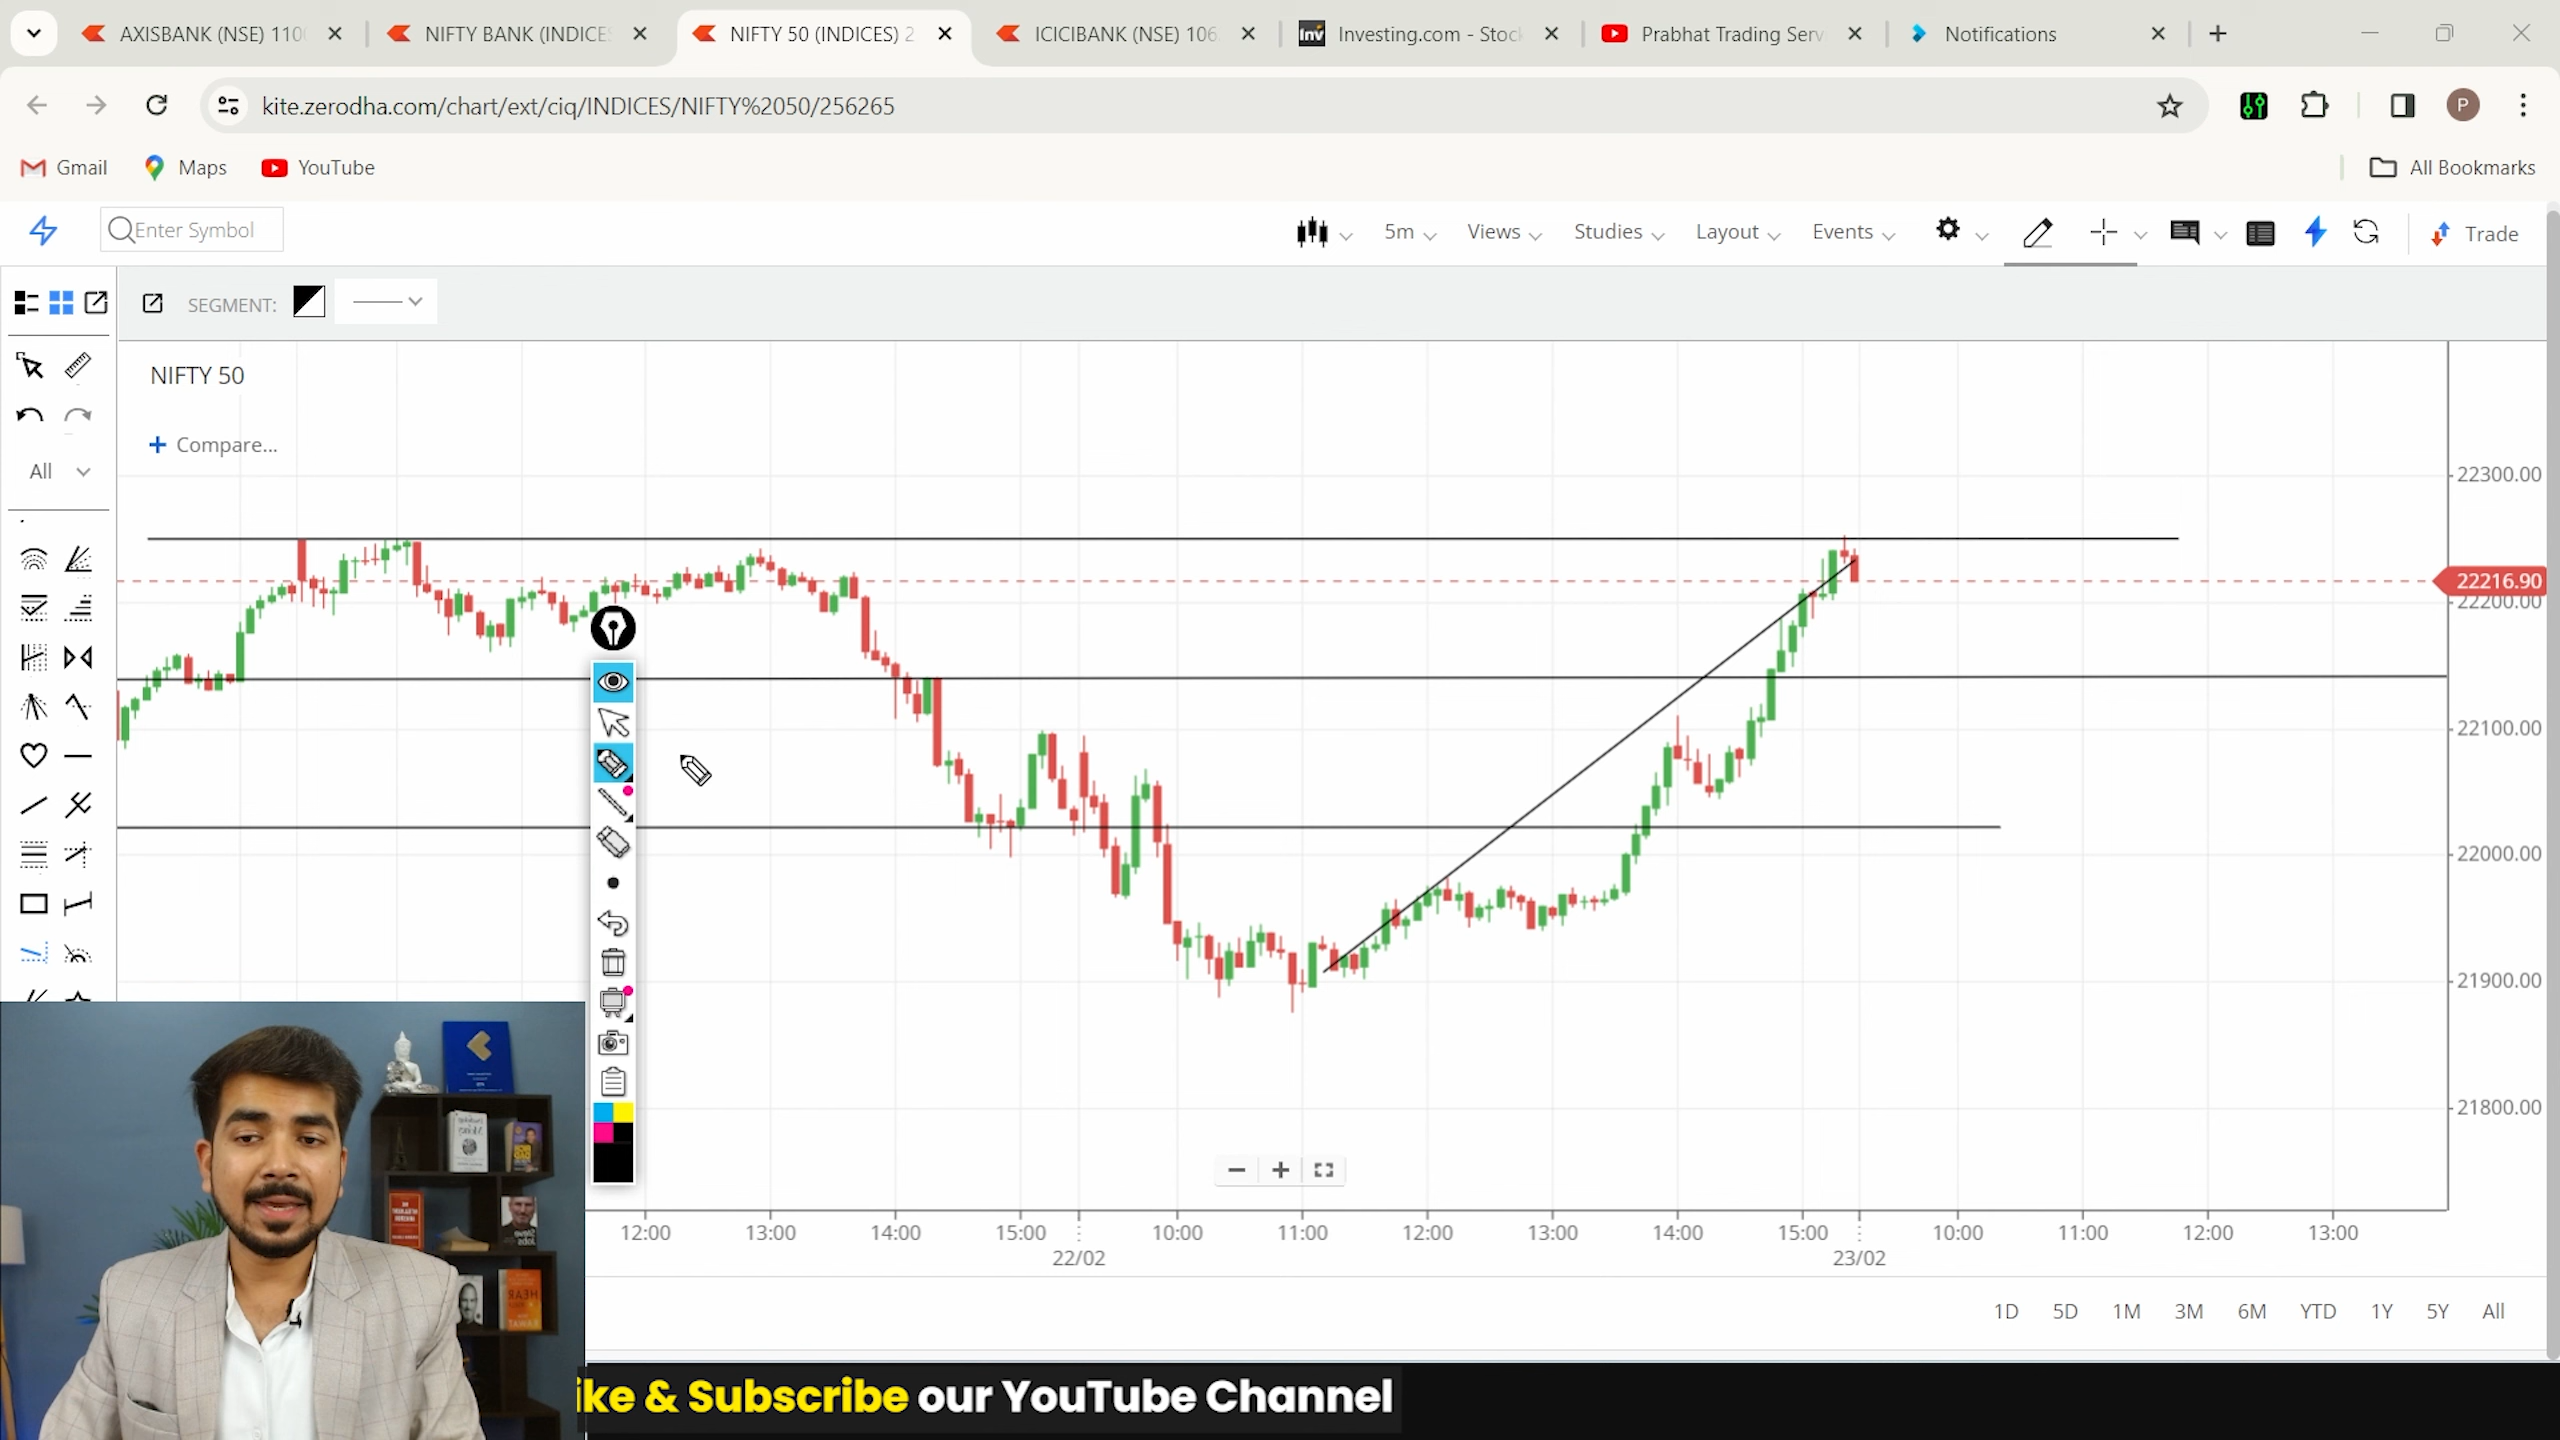 AXISBANK (NSE) 110
NIFTY BANK (INDICES
NIFTY 50 (INDICES) 2
ICICIBANK (NSE) 106
Investing.com - Stoc
Prabhat Trading Serv
Notifications
kite.zerodha.com/chart/ext/ciq/INDICES/NIFTY%2050/256265
P
Gmail
Maps
YouTube
All Bookmarks
Enter Symbol
5m
Views
Studies
Layout
Events
Trade
SEGMENT:
NIFTY 50
Compare...
All
22300.00
22216.90
22200.00
22100.00
22000.00
21900.00
21800.00
12:00 13:00 14:00 15:00 10:00 11:00 12:00 13:00 14:00 15:00 10:00 11:00 12:00 13:00
22/02 23/02
1D 5D 1M 3M 6M YTD 1Y 5Y All
ike & Subscribe our YouTube Channel